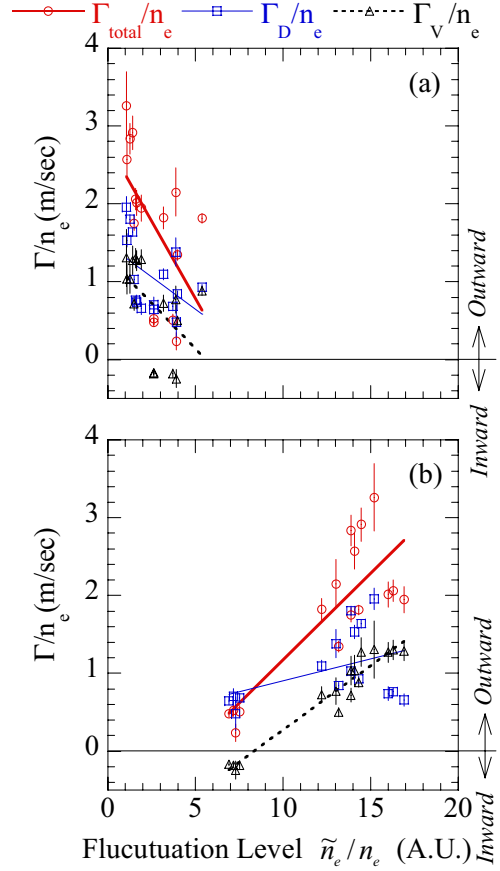 Γtotal/ne ΓD/ne ΓV/ne
(a)
4
3
2
1
0
Γ/ne(m/sec)
Outward
Inward
(b)
4
3
2
1
0
Γ/ne(m/sec)
Outward
Inward
0 5 10 15 20
Flucutuation Level ñe/ne (A.U.)